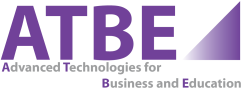 ATBE
Advanced Technologies for
Business and Education